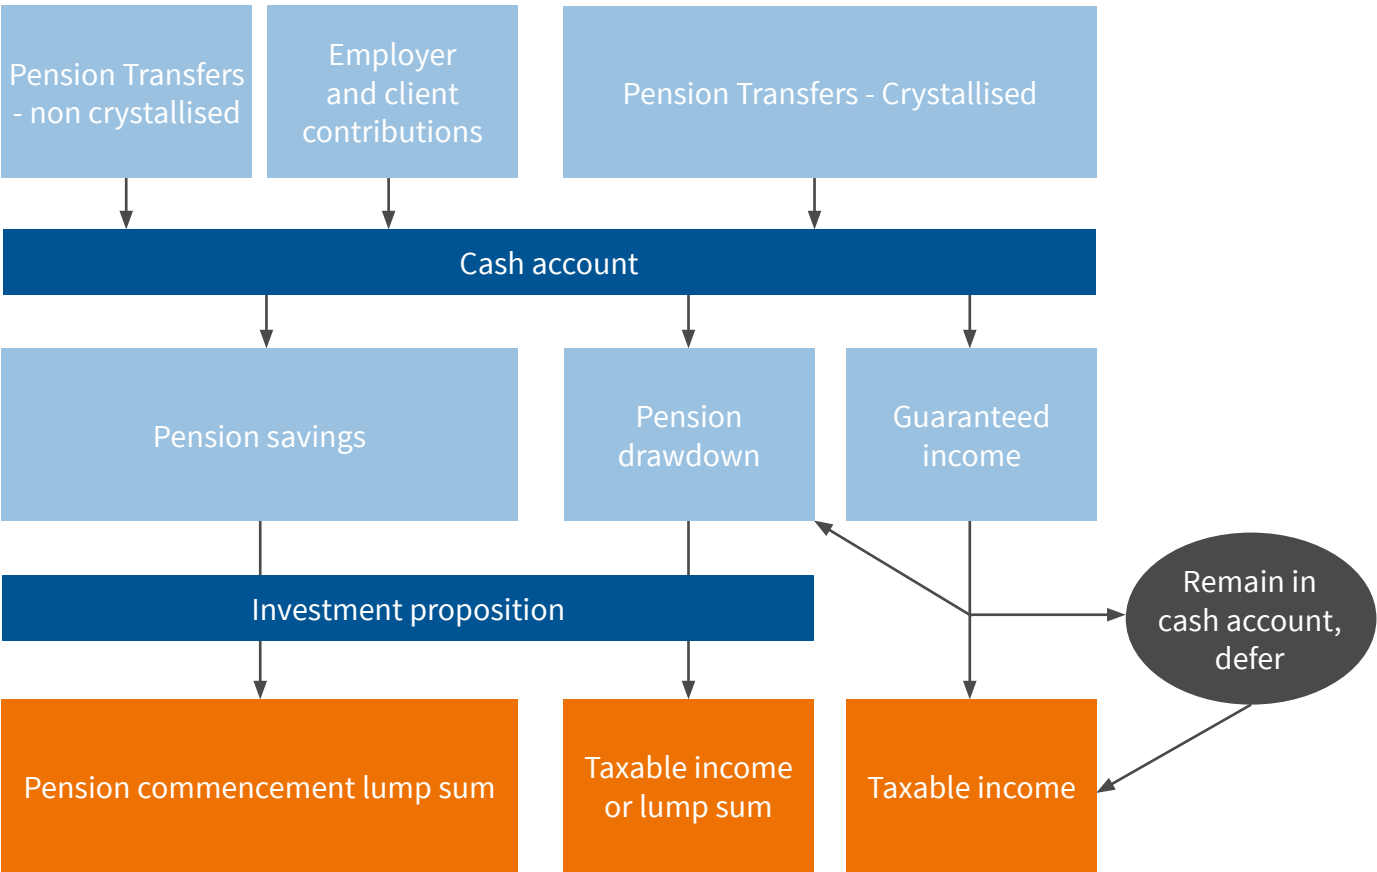 Pension Transfers
- non crystallised
Employer
and client
contributions
Pension Transfers - Crystallised
Cash account
Pension savings
Pension
drawdown
Guaranteed
income
Investment proposition
Remain in
cash account,
defer
Pension commencement lump sum
Taxable income
or lump sum
Taxable income